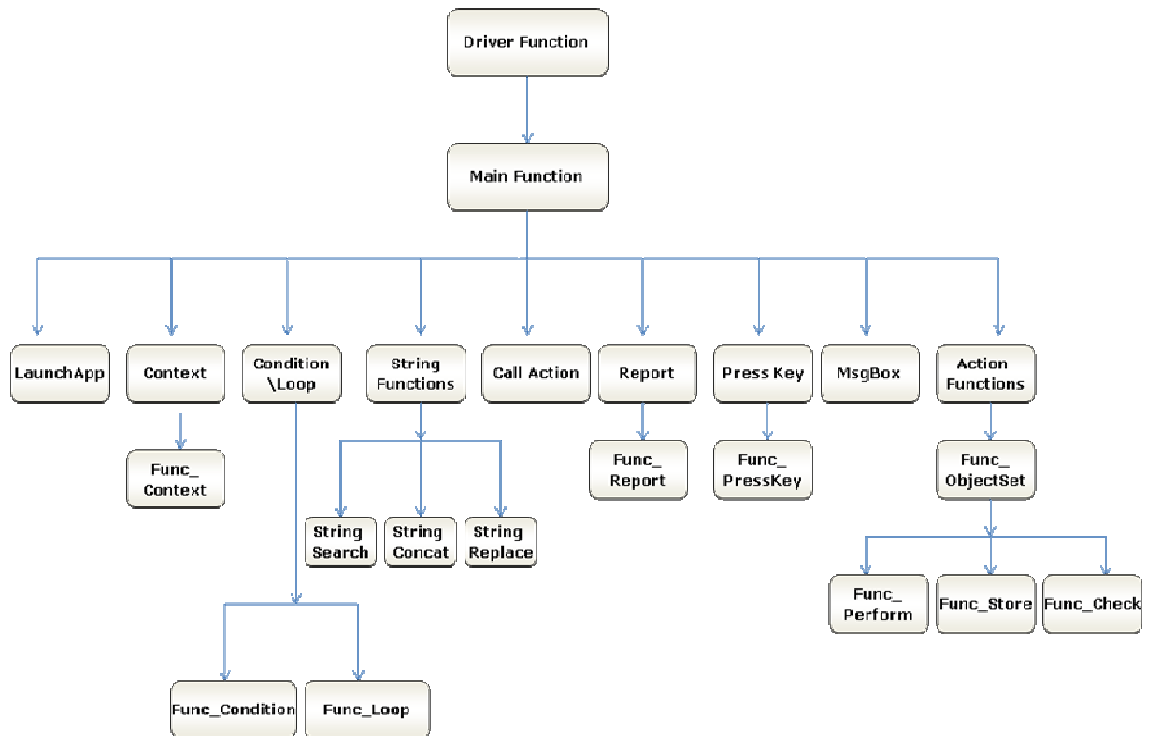 Driver Function
Main Function
LaunchApp
Context
Condition
\Loop
String
Functions
Call Action
Report
Press Key
MsgBox
Action
Functions
Func_
Context
Func_
Report
Func_
PressKey
Func_
ObjectSet
String
Search
String
Concat
String
Replace
Func_
Perform
Func_Store
Func_Check
Func_Condition
Func_Loop